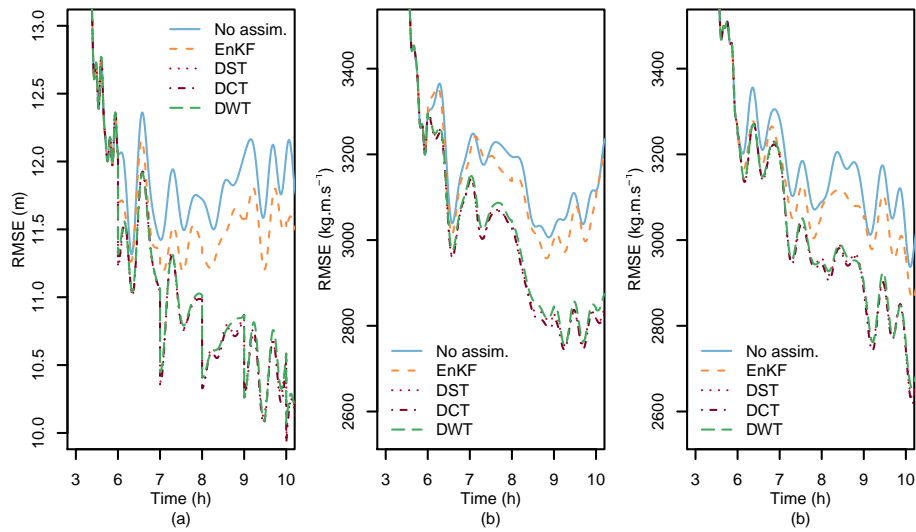 RMSE (m)
13.0
12.5
12.0
11.5
11.0
10.5
10.0
No assim.
EnKF
DST
DCT
DWT
3 4 5 6 7 8 9 10
Time (h)
(a)
RMSE (kg.m.s⁻¹)
3400
3200
3000
2800
2600
No assim.
EnKF
DST
DCT
DWT
3 4 5 6 7 8 9 10
Time (h)
(b)
RMSE (kg.m.s⁻¹)
3400
3200
3000
2800
2600
No assim.
EnKF
DST
DCT
DWT
3 4 5 6 7 8 9 10
Time (h)
(b)